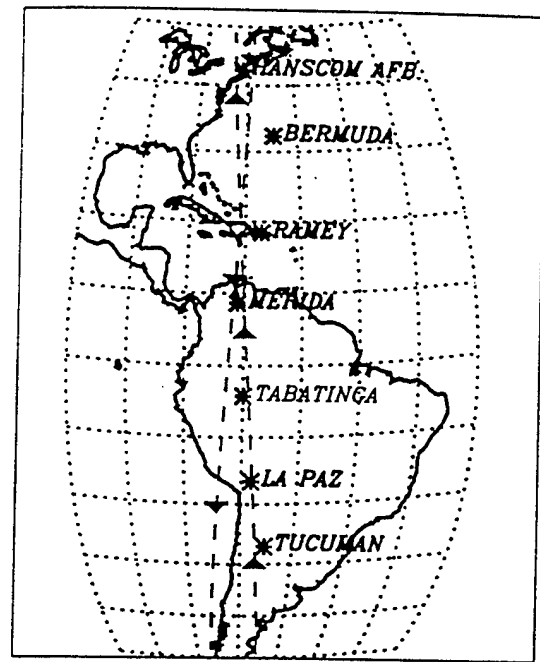 HANSCOM AFB
BERMUDA
RAMEY
MERIDA
TABATINGA
LA PAZ
TUCUMAN